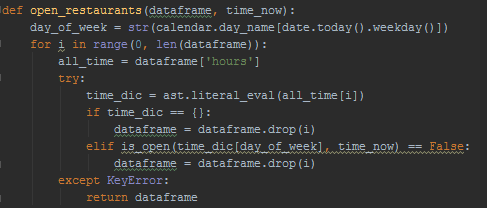 def open_restaurants(dataframe, time_now):
    day_of_week = str(calendar.day_name[date.today().weekday()])
    for i in range(0, len(dataframe)):
        all_time = dataframe['hours']
        try:
            time_dic = ast.literal_eval(all_time[i])
            if time_dic == {}:
                dataframe = dataframe.drop(i)
            elif is_open(time_dic[day_of_week], time_now) == False:
                dataframe = dataframe.drop(i)
        except KeyError:
            return dataframe